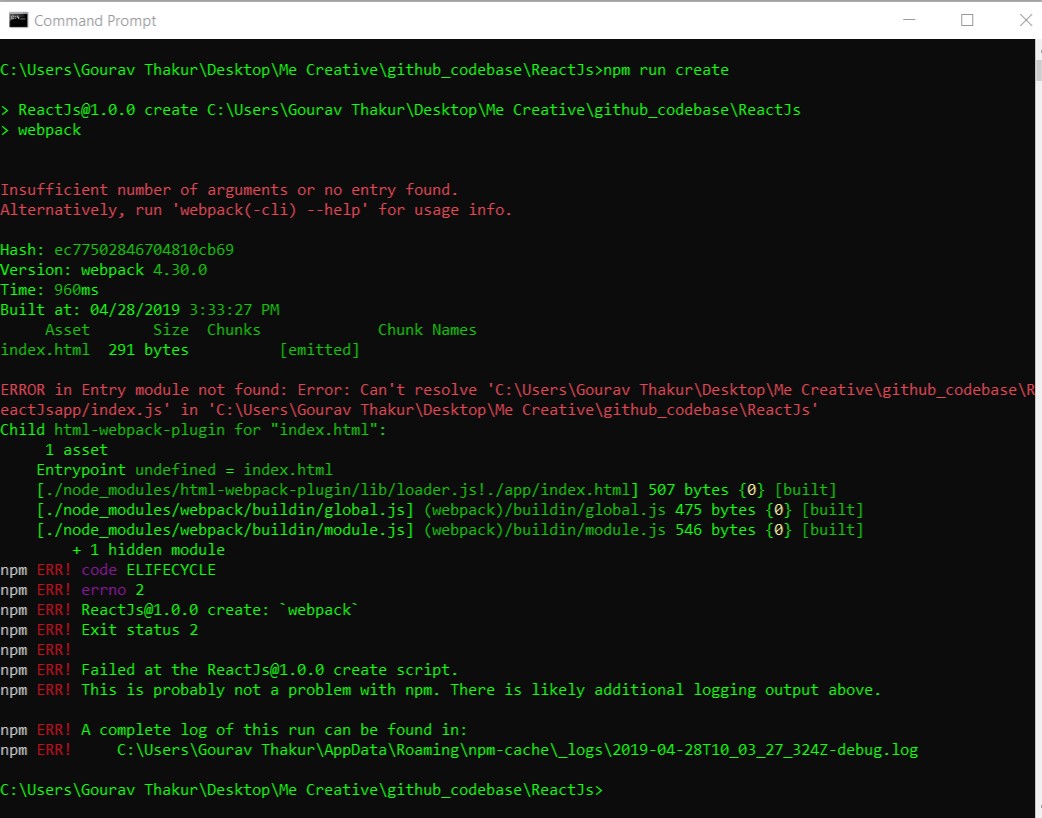 Command Prompt
C:\Users\Gourav Thakur\Desktop\Me Creative\github_codebase\ReactJs>npm run create
> ReactJs@1.0.0 create C:\Users\Gourav Thakur\Desktop\Me Creative\github_codebase\ReactJs
> webpack
Insufficient number of arguments or no entry found.
Alternatively, run 'webpack(-cli) --help' for usage info.
Hash: ec77502846704810cb69
Version: webpack 4.30.0
Time: 960ms
Built at: 04/28/2019 3:33:27 PM
     Asset       Size  Chunks             Chunk Names
index.html  291 bytes          [emitted]
ERROR in Entry module not found: Error: Can't resolve 'C:\Users\Gourav Thakur\Desktop\Me Creative\github_codebase\R
eactJsapp/index.js' in 'C:\Users\Gourav Thakur\Desktop\Me Creative\github_codebase\ReactJs'
Child html-webpack-plugin for "index.html":
     1 asset
    Entrypoint undefined = index.html
    [./node_modules/html-webpack-plugin/lib/loader.js!./app/index.html] 507 bytes {0} [built]
    [./node_modules/webpack/buildin/global.js] (webpack)/buildin/global.js 475 bytes {0} [built]
    [./node_modules/webpack/buildin/module.js] (webpack)/buildin/module.js 546 bytes {0} [built]
        + 1 hidden module
npm ERR! code ELIFECYCLE
npm ERR! errno 2
npm ERR! ReactJs@1.0.0 create: `webpack`
npm ERR! Exit status 2
npm ERR!
npm ERR! Failed at the ReactJs@1.0.0 create script.
npm ERR! This is probably not a problem with npm. There is likely additional logging output above.
npm ERR! A complete log of this run can be found in:
npm ERR!     C:\Users\Gourav Thakur\AppData\Roaming\npm-cache\_logs\2019-04-28T10_03_27_324Z-debug.log
C:\Users\Gourav Thakur\Desktop\Me Creative\github_codebase\ReactJs>